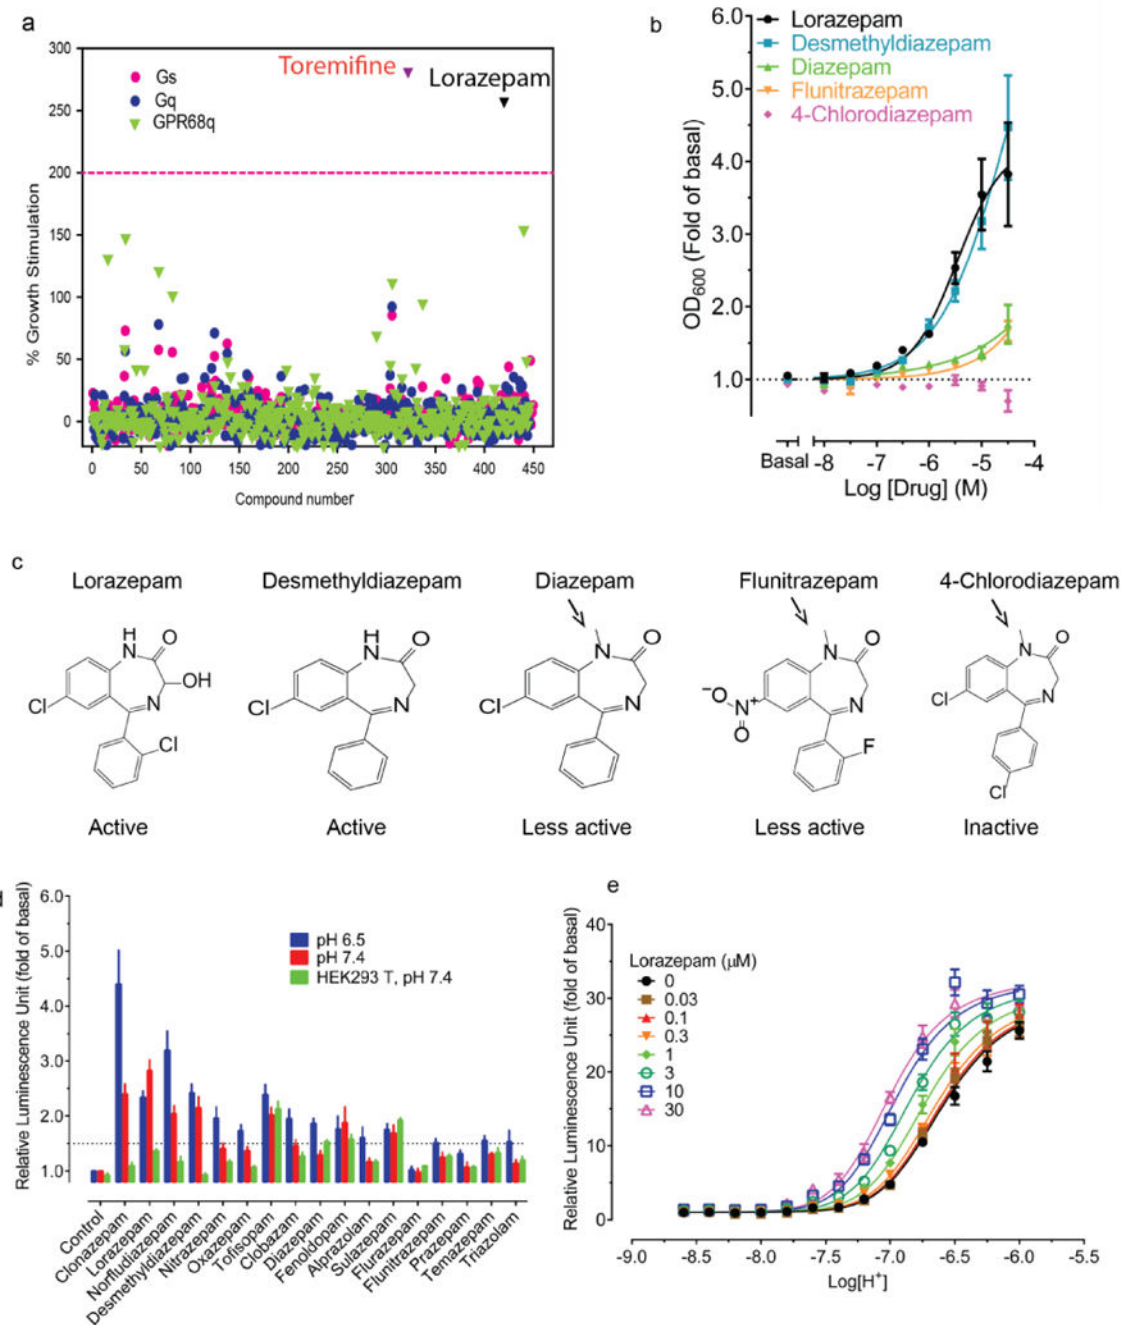 a
300
250
200
150
100
50
0
% Growth Stimulation
Gs
Gq
GPR68q
Toremifine
Lorazepam
0 50 100 150 200 250 300 350 400 450
Compound number
b
Lorazepam
Desmethyldiazepam
Diazepam
Flunitrazepam
4-Chlorodiazepam
6.0
5.0
4.0
3.0
2.0
1.0
OD600 (Fold of basal)
Basal -8 -7 -6 -5 -4
Log [Drug] (M)
c
Lorazepam Desmethyldiazepam Diazepam Flunitrazepam 4-Chlorodiazepam
H N O OH N Cl Cl
H N O N Cl
N O N Cl
N O N −O N+ O F
N O N Cl Cl
Active Active Less active Less active Inactive
Relative Luminescence Unit (fold of basal)
6.0
5.0
4.0
3.0
2.0
1.0
pH 6.5
pH 7.4
HEK293 T, pH 7.4
Control
Clonazepam
Lorazepam
Norfludiazepam
Desmethyldiazepam
Nitrazepam
Oxazepam
Tofisopam
Clobazam
Diazepam
Fenoldopam
Alprazolam
Sulazepam
Flurazepam
Flunitrazepam
Prazepam
Temazepam
Triazolam
e
Relative Luminescence Unit (fold of basal)
40
30
20
10
0
Lorazepam (μM)
0
0.03
0.1
0.3
1
3
10
30
-9.0 -8.5 -8.0 -7.5 -7.0 -6.5 -6.0 -5.5
Log[H+]